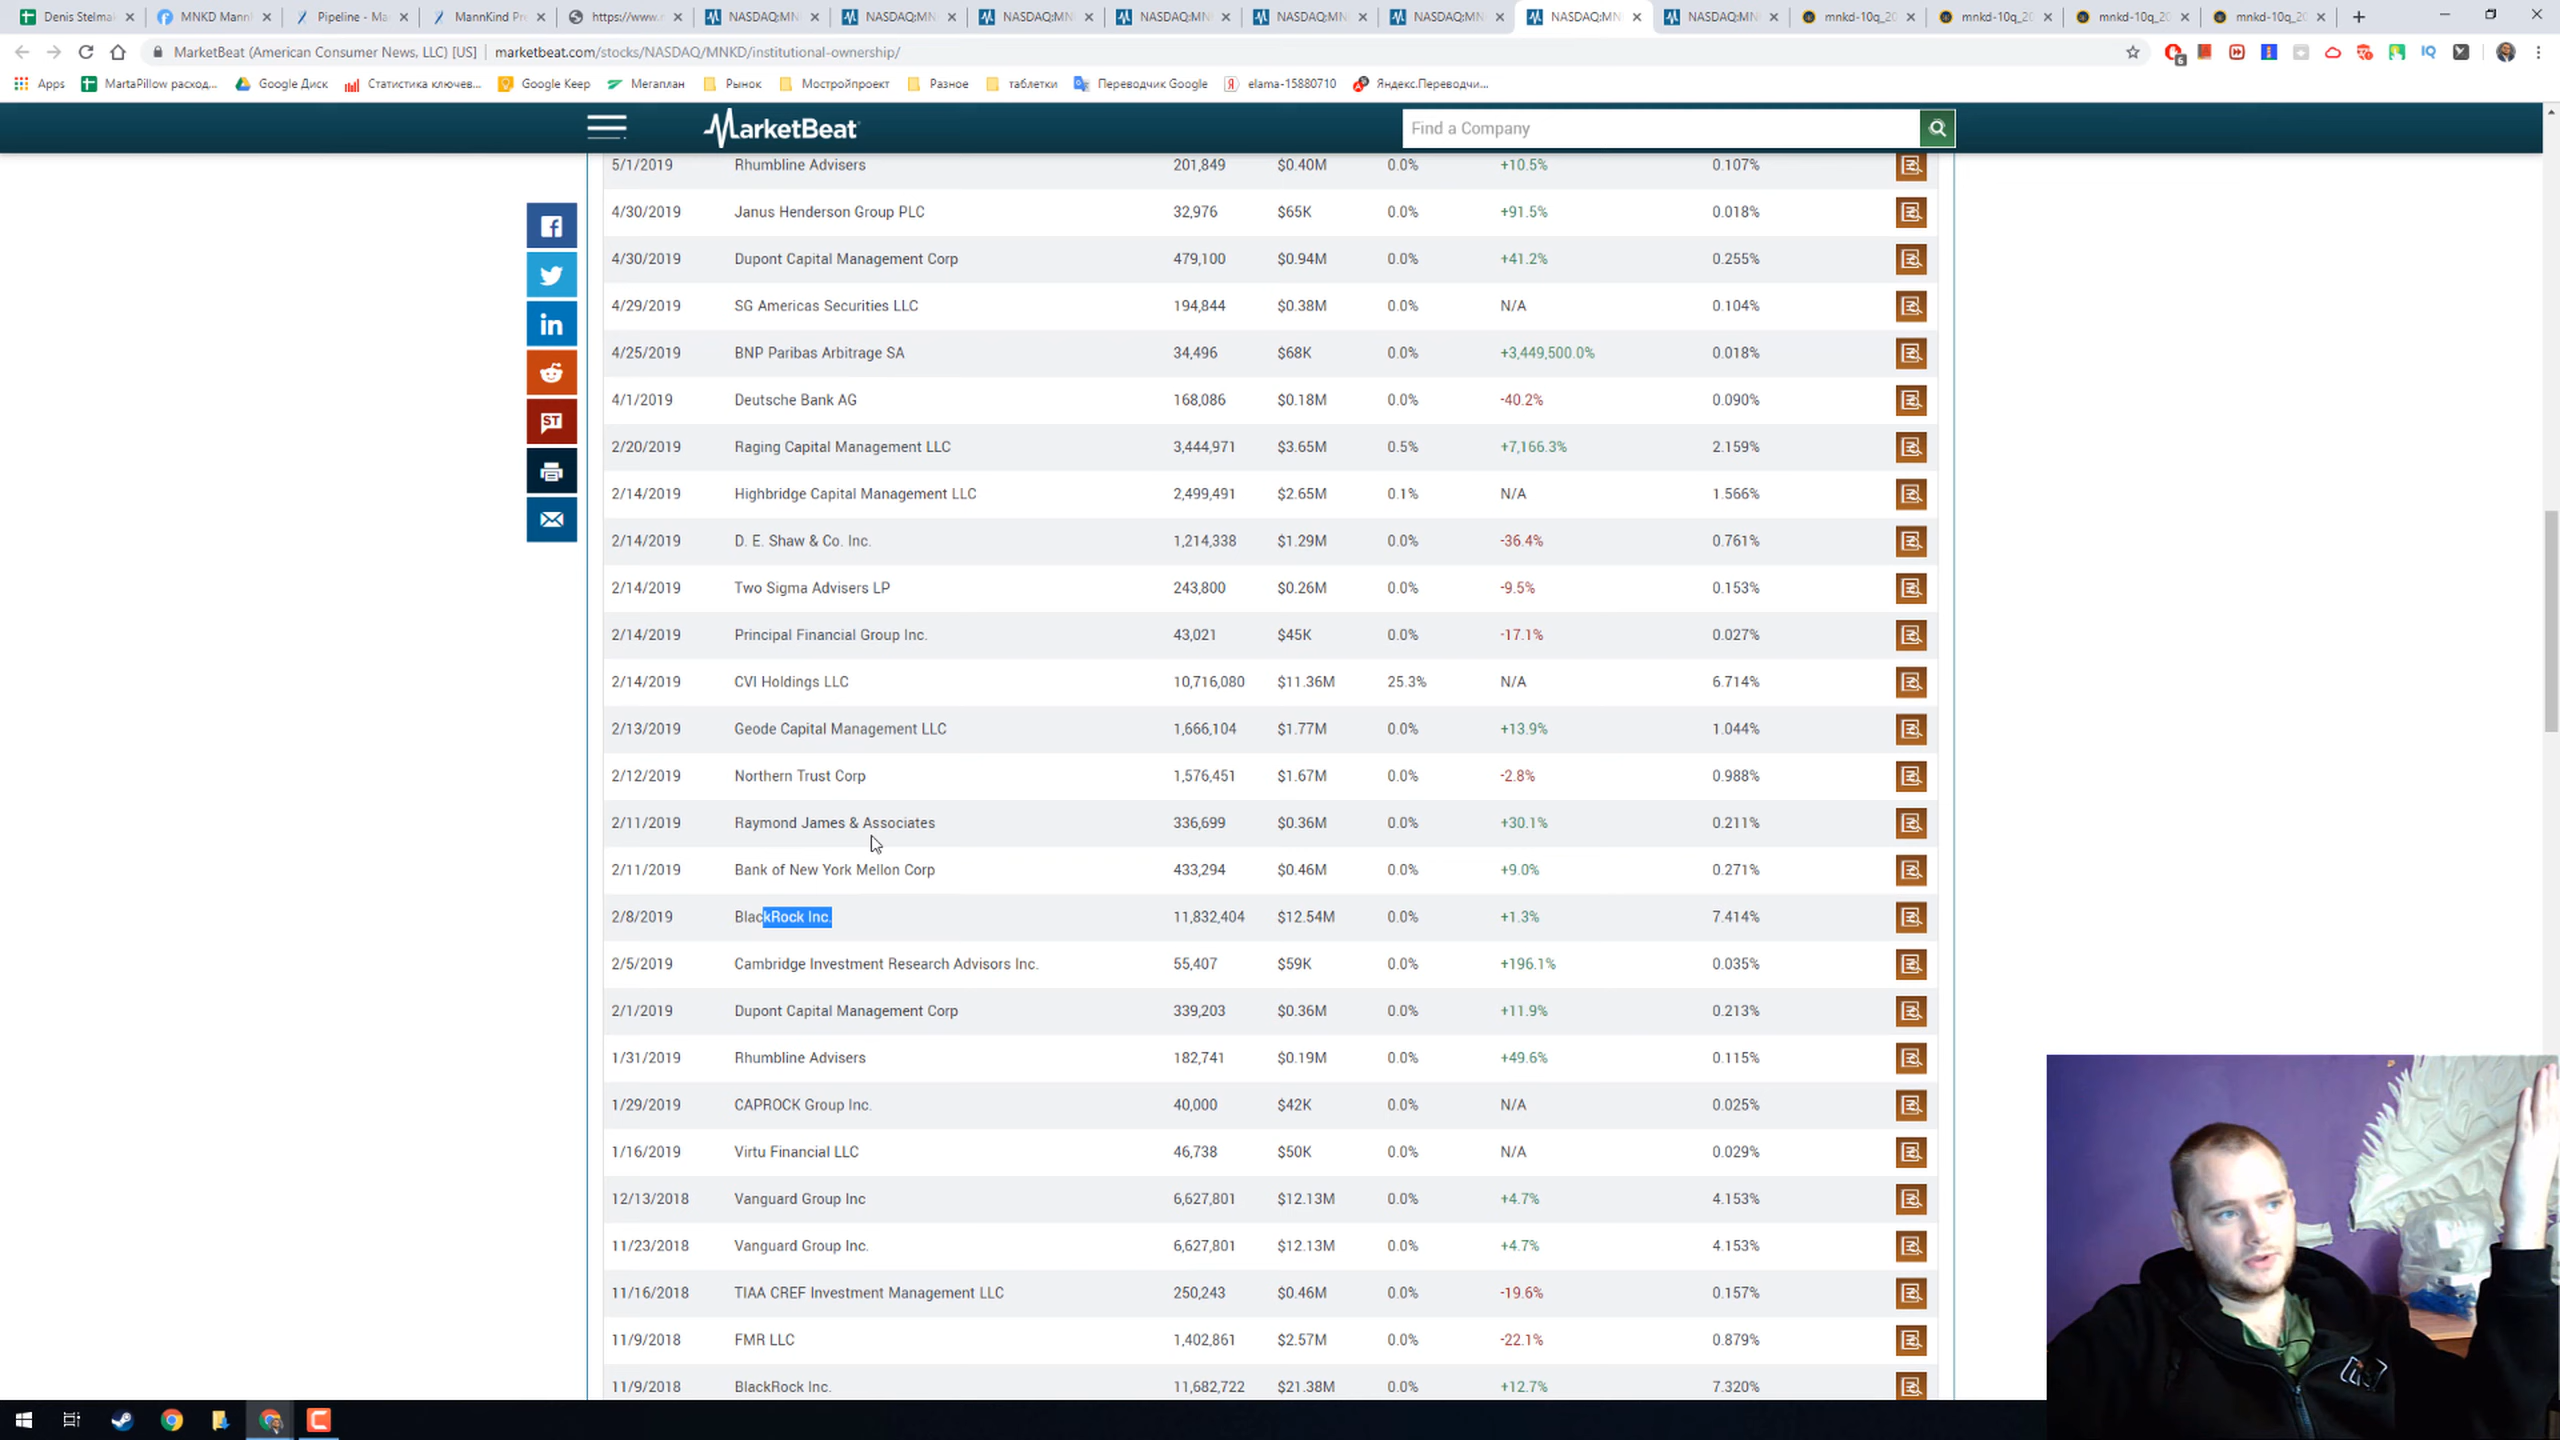 Denis Stelmak
MNKD Mann
Pipeline - Ma
MannKind Pr
https://www.r
NASDAQ:MN
NASDAQ:MN
NASDAQ:MN
NASDAQ:MN
NASDAQ:MN
NASDAQ:MN
NASDAQ:MN
NASDAQ:MN
mnkd-10q_20
mnkd-10q_20
mnkd-10q_20
mnkd-10q_20
MarketBeat (American Consumer News, LLC) [US] marketbeat.com/stocks/NASDAQ/MNKD/institutional-ownership/
6
IQ
Apps MartaPillow расход... Google Диск Статистика ключев... Google Keep Мегаплан Рынок Мостройпроект Разное таблетки Переводчик Google elama-15880710 Яндекс.Переводчи...
MarketBeat
Find a Company
5/1/2019 Rhumbline Advisers 201,849 $0.40M 0.0% +10.5% 0.107%
4/30/2019 Janus Henderson Group PLC 32,976 $65K 0.0% +91.5% 0.018%
4/30/2019 Dupont Capital Management Corp 479,100 $0.94M 0.0% +41.2% 0.255%
4/29/2019 SG Americas Securities LLC 194,844 $0.38M 0.0% N/A 0.104%
4/25/2019 BNP Paribas Arbitrage SA 34,496 $68K 0.0% +3,449,500.0% 0.018%
4/1/2019 Deutsche Bank AG 168,086 $0.18M 0.0% -40.2% 0.090%
2/20/2019 Raging Capital Management LLC 3,444,971 $3.65M 0.5% +7,166.3% 2.159%
2/14/2019 Highbridge Capital Management LLC 2,499,491 $2.65M 0.1% N/A 1.566%
2/14/2019 D. E. Shaw & Co. Inc. 1,214,338 $1.29M 0.0% -36.4% 0.761%
2/14/2019 Two Sigma Advisers LP 243,800 $0.26M 0.0% -9.5% 0.153%
2/14/2019 Principal Financial Group Inc. 43,021 $45K 0.0% -17.1% 0.027%
2/14/2019 CVI Holdings LLC 10,716,080 $11.36M 25.3% N/A 6.714%
2/13/2019 Geode Capital Management LLC 1,666,104 $1.77M 0.0% +13.9% 1.044%
2/12/2019 Northern Trust Corp 1,576,451 $1.67M 0.0% -2.8% 0.988%
2/11/2019 Raymond James & Associates 336,699 $0.36M 0.0% +30.1% 0.211%
2/11/2019 Bank of New York Mellon Corp 433,294 $0.46M 0.0% +9.0% 0.271%
2/8/2019 BlackRock Inc. 11,832,404 $12.54M 0.0% +1.3% 7.414%
2/5/2019 Cambridge Investment Research Advisors Inc. 55,407 $59K 0.0% +196.1% 0.035%
2/1/2019 Dupont Capital Management Corp 339,203 $0.36M 0.0% +11.9% 0.213%
1/31/2019 Rhumbline Advisers 182,741 $0.19M 0.0% +49.6% 0.115%
1/29/2019 CAPROCK Group Inc. 40,000 $42K 0.0% N/A 0.025%
1/16/2019 Virtu Financial LLC 46,738 $50K 0.0% N/A 0.029%
12/13/2018 Vanguard Group Inc 6,627,801 $12.13M 0.0% +4.7% 4.153%
11/23/2018 Vanguard Group Inc. 6,627,801 $12.13M 0.0% +4.7% 4.153%
11/16/2018 TIAA CREF Investment Management LLC 250,243 $0.46M 0.0% -19.6% 0.157%
11/9/2018 FMR LLC 1,402,861 $2.57M 0.0% -22.1% 0.879%
11/9/2018 BlackRock Inc. 11,682,722 $21.38M 0.0% +12.7% 7.320%
in
ST